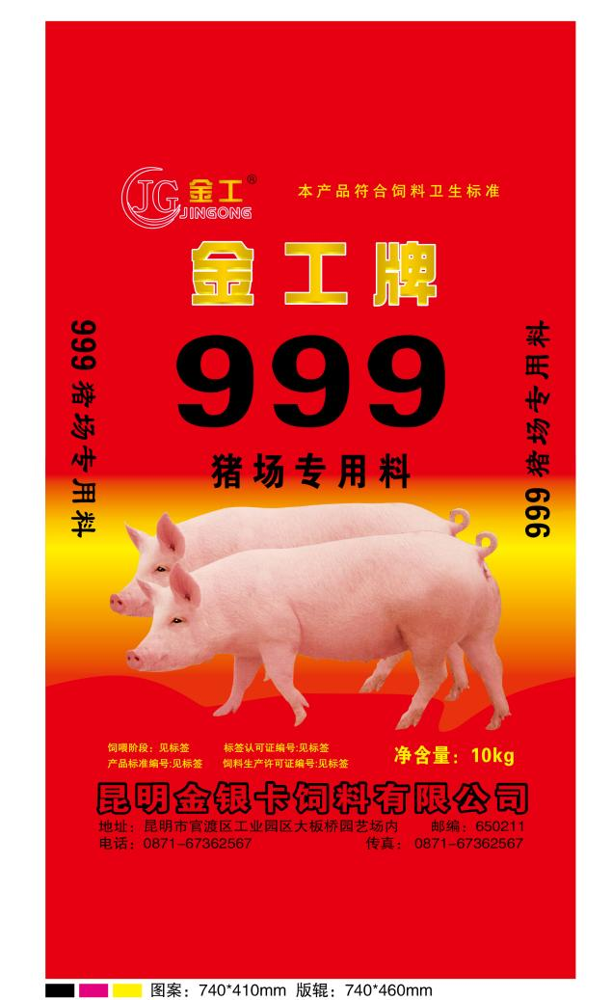 JG 金工®
JINGONG
本产品符合饲料卫生标准
金工牌
999
猪场专用料
999 猪场专用料
999 猪场专用料
饲喂阶段：见标签 标签认可证编号:见标签
产品标准编号:见标签 饲料生产许可证编号:见标签
净含量：10kg
昆明金银卡饲料有限公司
地址：昆明市官渡区工业园区大板桥园艺场内 邮编：650211
电话：0871-67362567 传真： 0871-67362567
图案：740*410mm 版辊：740*460mm